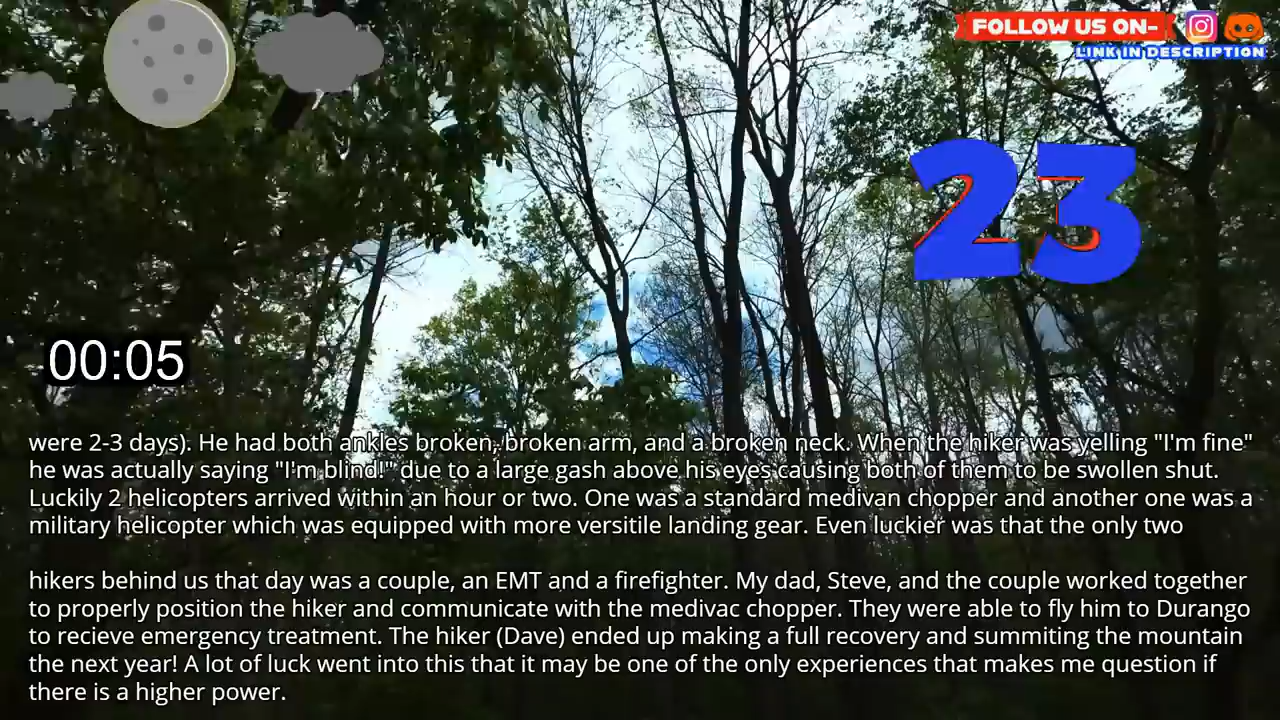 FOLLOW US ON-
LINK IN DESCRIPTION
23
00:05
were 2-3 days). He had both ankles broken, broken arm, and a broken neck. When the hiker was yelling "I'm fine"
he was actually saying "I'm blind!" due to a large gash above his eyes causing both of them to be swollen shut.
Luckily 2 helicopters arrived within an hour or two. One was a standard medivan chopper and another one was a
military helicopter which was equipped with more versitile landing gear. Even luckier was that the only two
hikers behind us that day was a couple, an EMT and a firefighter. My dad, Steve, and the couple worked together
to properly position the hiker and communicate with the medivac chopper. They were able to fly him to Durango
to recieve emergency treatment. The hiker (Dave) ended up making a full recovery and summiting the mountain
the next year! A lot of luck went into this that it may be one of the only experiences that makes me question if
there is a higher power.